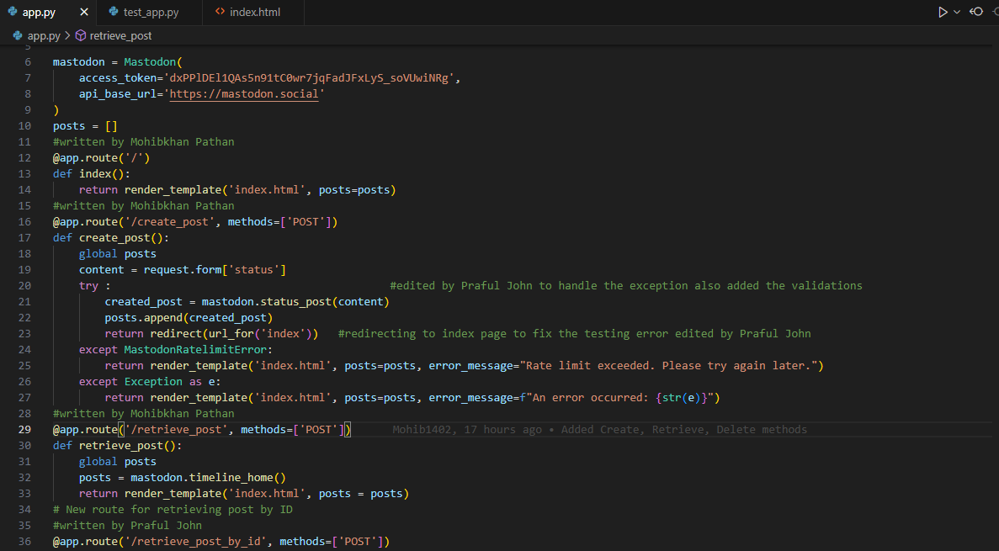 app.py
test_app.py
index.html
app.py > retrieve_post
5
6 mastodon = Mastodon(
7 access_token='dxPPlDEl1QAs5n91tC0wr7jqFadJFxLyS_soVUwiNRg',
8 api_base_url='https://mastodon.social'
9 )
10 posts = []
11 #written by Mohibkhan Pathan
12 @app.route('/')
13 def index():
14 return render_template('index.html', posts=posts)
15 #written by Mohibkhan Pathan
16 @app.route('/create_post', methods=['POST'])
17 def create_post():
18 global posts
19 content = request.form['status']
20 try : #edited by Praful John to handle the exception also added the validations
21 created_post = mastodon.status_post(content)
22 posts.append(created_post)
23 return redirect(url_for('index')) #redirecting to index page to fix the testing error edited by Praful John
24 except MastodonRatelimitError:
25 return render_template('index.html', posts=posts, error_message="Rate limit exceeded. Please try again later.")
26 except Exception as e:
27 return render_template('index.html', posts=posts, error_message=f"An error occurred: {str(e)}")
28 #written by Mohibkhan Pathan
29 @app.route('/retrieve_post', methods=['POST']) Mohib1402, 17 hours ago • Added Create, Retrieve, Delete methods
30 def retrieve_post():
31 global posts
32 posts = mastodon.timeline_home()
33 return render_template('index.html', posts = posts)
34 # New route for retrieving post by ID
35 #written by Praful John
36 @app.route('/retrieve_post_by_id', methods=['POST'])